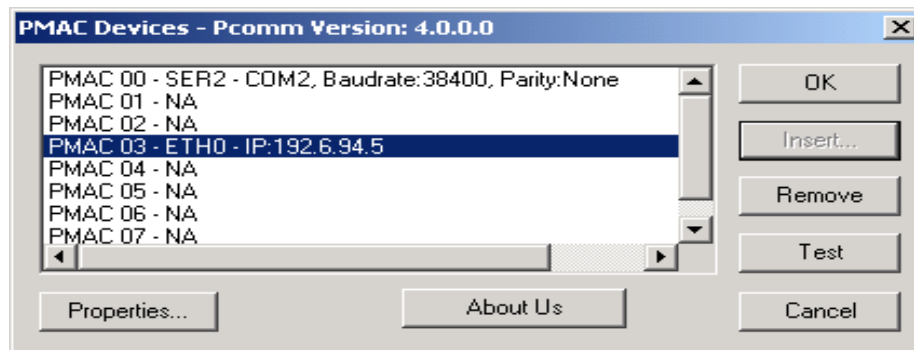 PMAC Devices - Pcomm Version: 4.0.0.0
PMAC 00 - SER2 - COM2, Baudrate:38400, Parity:None
PMAC 01 - NA
PMAC 02 - NA
PMAC 03 - ETH0 - IP:192.6.94.5
PMAC 04 - NA
PMAC 05 - NA
PMAC 06 - NA
PMAC 07 - NA
OK
Insert...
Remove
Test
Properties...
About Us
Cancel